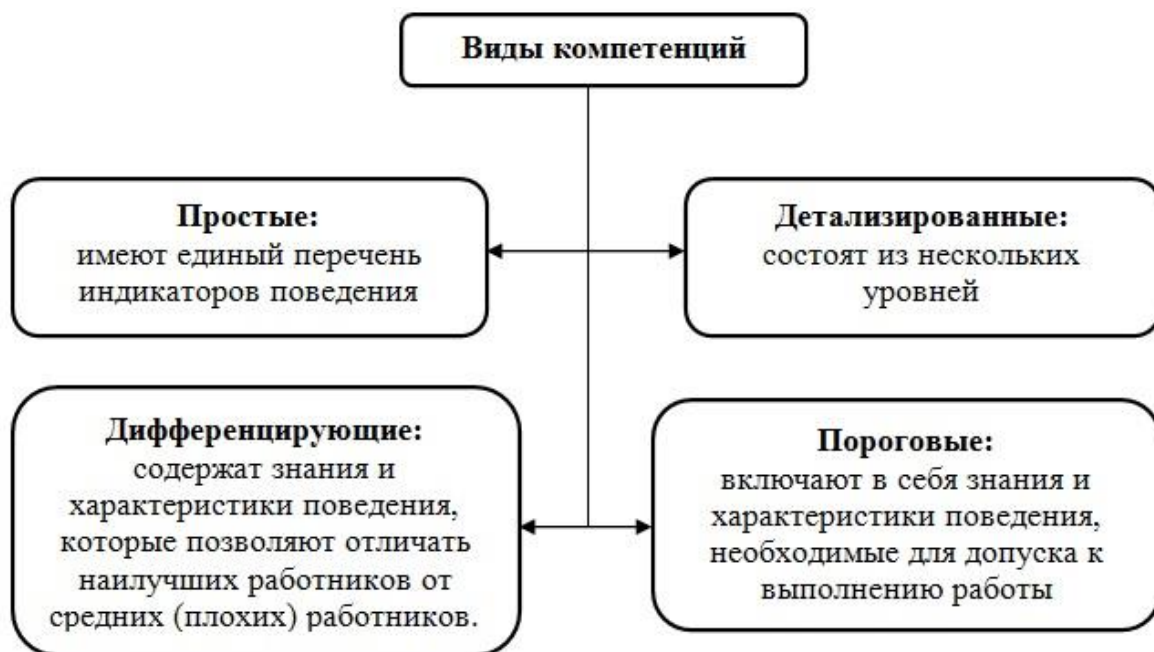 Виды компетенций
Простые:
имеют единый перечень
индикаторов поведения
Детализированные:
состоят из нескольких
уровней
Дифференцирующие:
содержат знания и
характеристики поведения,
которые позволяют отличать
наилучших работников от
средних (плохих) работников.
Пороговые:
включают в себя знания и
характеристики поведения,
необходимые для допуска к
выполнению работы